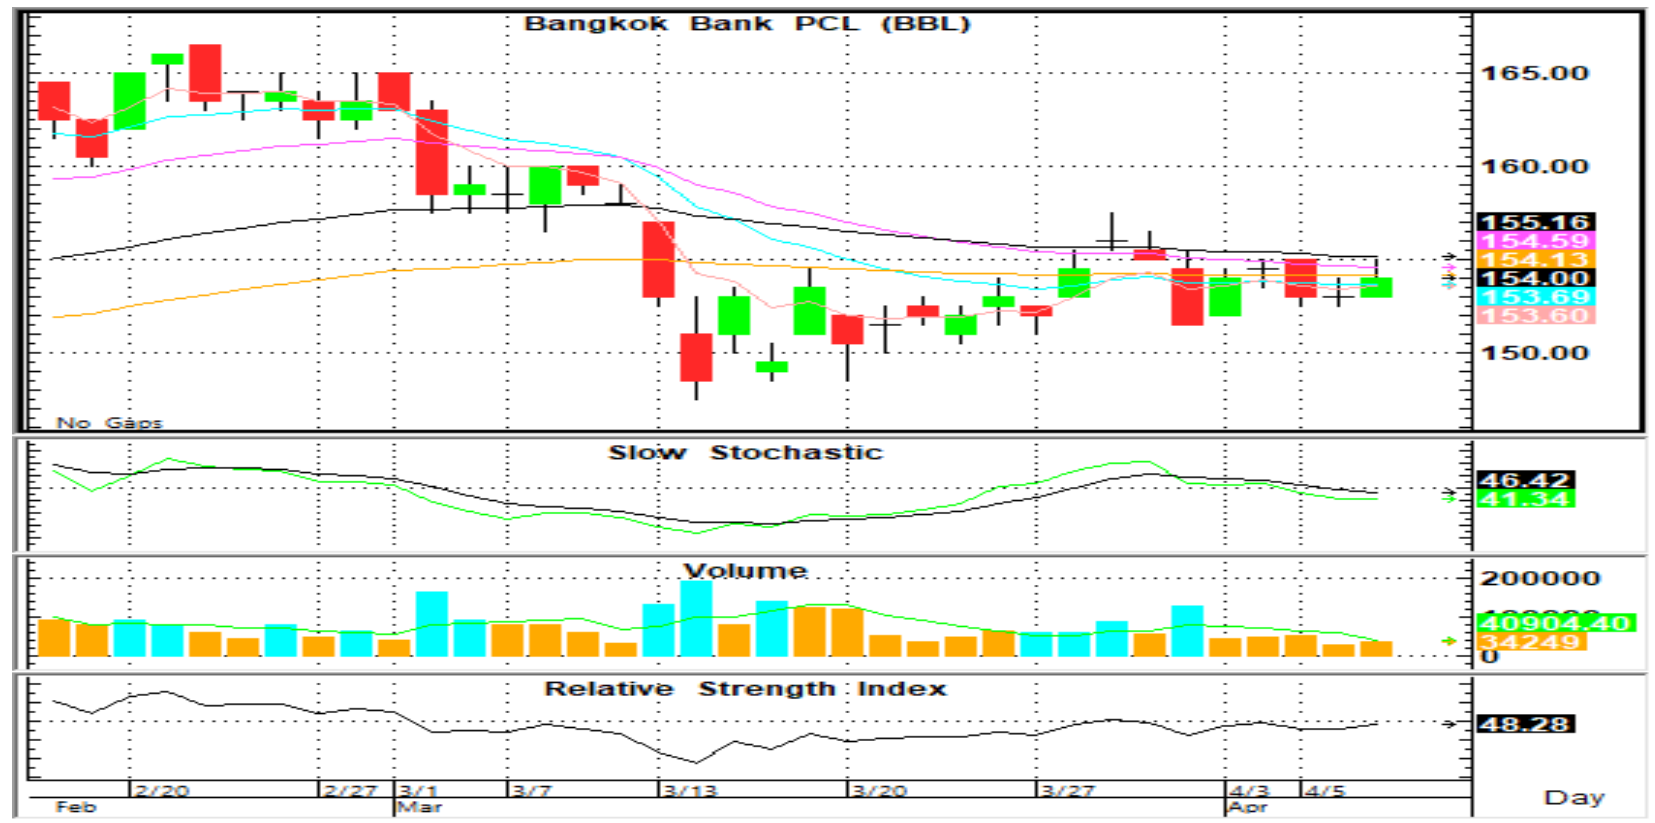 Bangkok Bank PCL (BBL)
165.00
160.00
155.16
154.59
154.13
154.00
153.69
153.60
150.00
No Gaps
Slow Stochastic
46.42
41.34
Volume
200000
40904.40
34249
0
Relative Strength Index
48.28
2/20 2/27 3/1 3/7 3/13 3/20 3/27 4/3 4/5
Feb Mar Apr Day